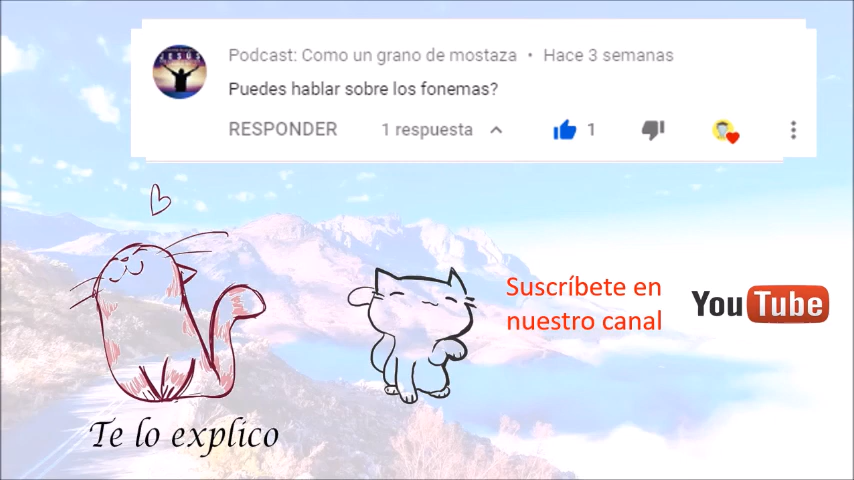 JESÚS
Podcast: Como un grano de mostaza • Hace 3 semanas
Puedes hablar sobre los fonemas?
RESPONDER 1 respuesta 1
Suscríbete en
nuestro canal
YouTube
Te lo explico